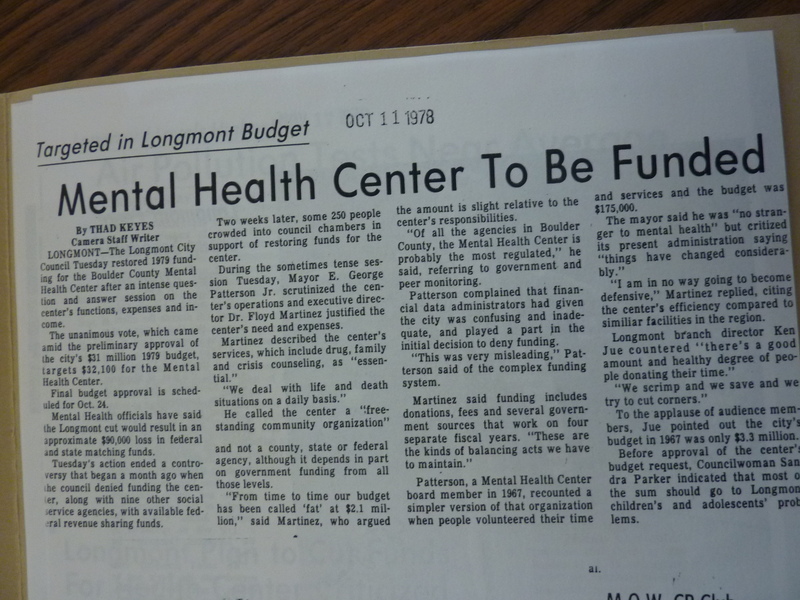 Targeted in Longmont Budget
OCT 11 1978
Mental Health Center To Be Funded
By THAD KEYES
Camera Staff Writer
LONGMONT—The Longmont City
Council Tuesday restored 1979 fund-
ing for the Boulder County Mental
Health Center after an intense ques-
tion and answer session on the
center's functions, expenses and in-
come.
The unanimous vote, which came
amid the preliminary approval of
the city's $31 million 1979 budget,
targets $32,100 for the Mental
Health Center.
Final budget approval is sched-
uled for Oct. 24.
Mental Health officials have said
the Longmont cut would result in an
approximate $90,000 loss in federal
and state matching funds.
Tuesday's action ended a contro-
versy that began a month ago when
the council denied funding the cen-
ter, along with nine other social
service agencies, with available fed-
eral revenue sharing funds.
Two weeks later, some 250 people
crowded into council chambers in
support of restoring funds for the
center.
During the sometimes tense ses-
sion Tuesday, Mayor E. George
Patterson Jr. scrutinized the cen-
ter's operations and executive direc-
tor Dr. Floyd Martinez justified the
center's need and expenses.
Martinez described the center's
services, which include drug, family
and crisis counseling, as "essen-
tial."
"We deal with life and death
situations on a daily basis."
He called the center a "free-
standing community organization"
and not a county, state or federal
agency, although it depends in part
on government funding from all
those levels.
"From time to time our budget
has been called 'fat' at $2.1 mil-
lion," said Martinez, who argued
the amount is slight relative to the
center's responsibilities.
"Of all the agencies in Boulder
County, the Mental Health Center is
probably the most regulated," he
said, referring to government and
peer monitoring.
Patterson complained that finan-
cial data administrators had given
the city was confusing and inade-
quate, and played a part in the
initial decision to deny funding.
"This was very misleading," Pat-
terson said of the complex funding
system.
Martinez said funding includes
donations, fees and several govern-
ment sources that work on four
separate fiscal years. "These are
the kinds of balancing acts we have
to maintain."
Patterson, a Mental Health Center
board member in 1967, recounted a
simpler version of that organization
when people volunteered their time
and services and the budget was
$175,000.
The mayor said he was "no stran-
ger to mental health" but critized
its present administration saying
"things have changed considera-
bly."
"I am in no way going to become
defensive," Martinez replied, citing
the center's efficiency compared to
similiar facilities in the region.
Longmont branch director Ken
Jue countered "there's a good
amount and healthy degree of peo-
ple donating their time."
"We scrimp and we save and we
try to cut corners."
To the applause of audience mem-
bers, Jue pointed out the city's
budget in 1967 was only $3.3 million.
Before approval of the center's
budget request, Councilwoman San
dra Parker indicated that most o
the sum should go to Longmon
children's and adolescents' prob
lems.